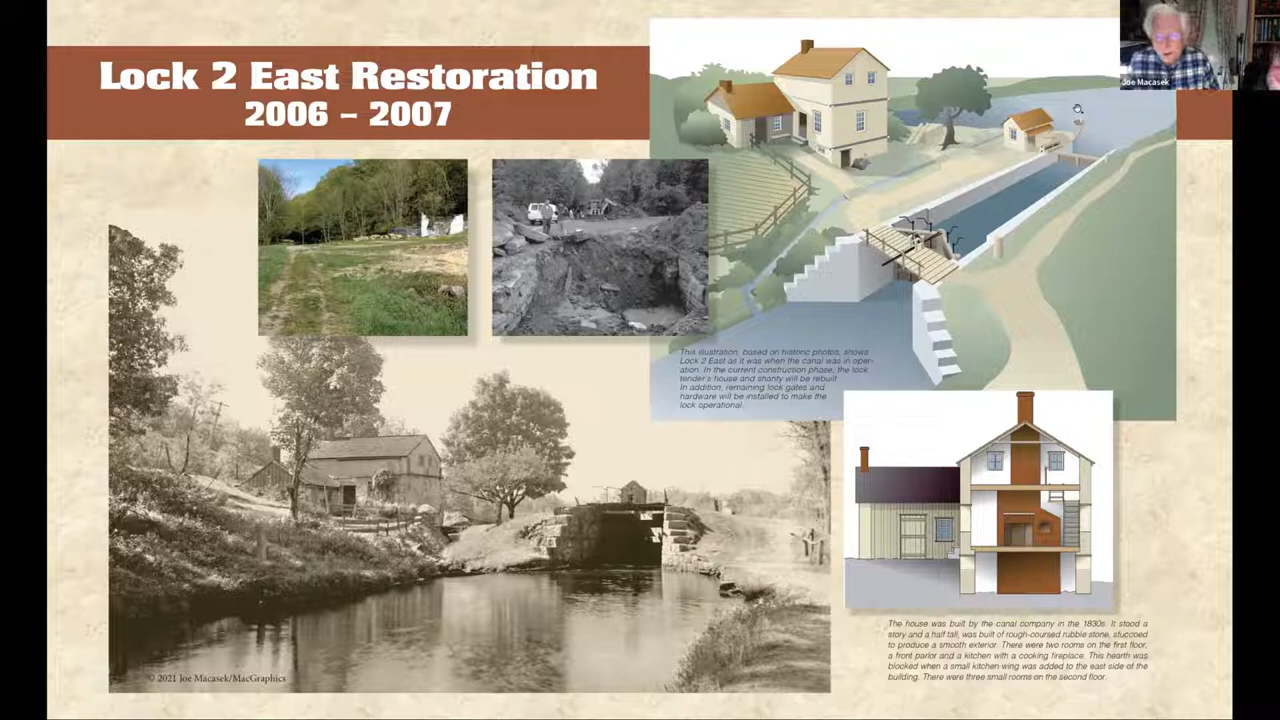 Lock 2 East Restoration
2006 – 2007
Joe Macasek
This illustration, based on historic photos, shows
Lock 2 East as it was when the canal was in oper-
ation. In the current construction phase, the lock
tender's house and shanty will be rebuilt
In addition, remaining lock gates and
hardware will be installed to make the
lock operational.
The house was built by the canal company in the 1830s. It stood a
story and a half tall, was built of rough-coursed rubble stone, stuccoed
to produce a smooth exterior. There were two rooms on the first floor,
a front parlor and a kitchen with a cooking fireplace. This hearth was
blocked when a small kitchen wing was added to the east side of the
building. There were three small rooms on the second floor.
© 2021 Joe Macasek/MacGraphics